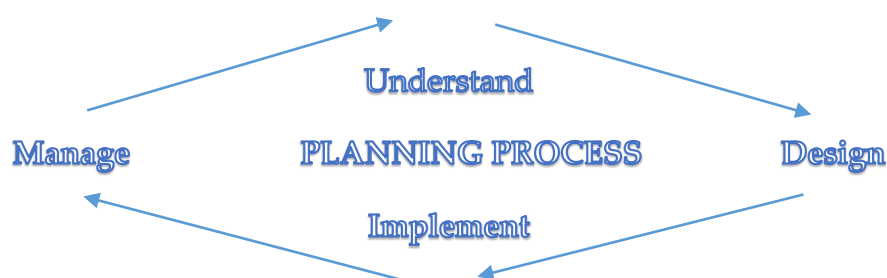 Understand
Manage PLANNING PROCESS Design
Implement